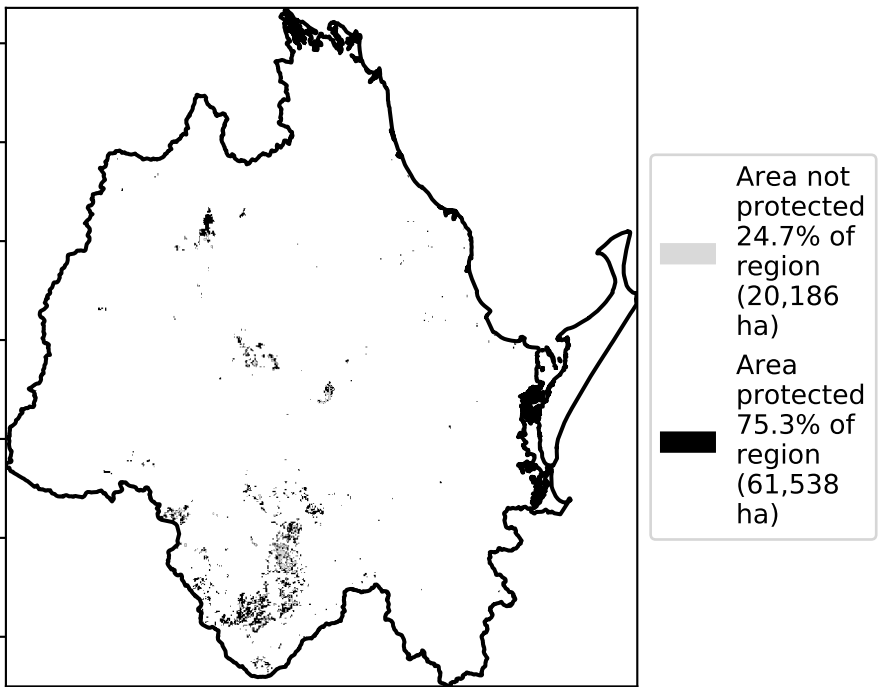 Area not
protected
24.7% of
region
(20,186
ha)
Area
protected
75.3% of
region
(61,538
ha)